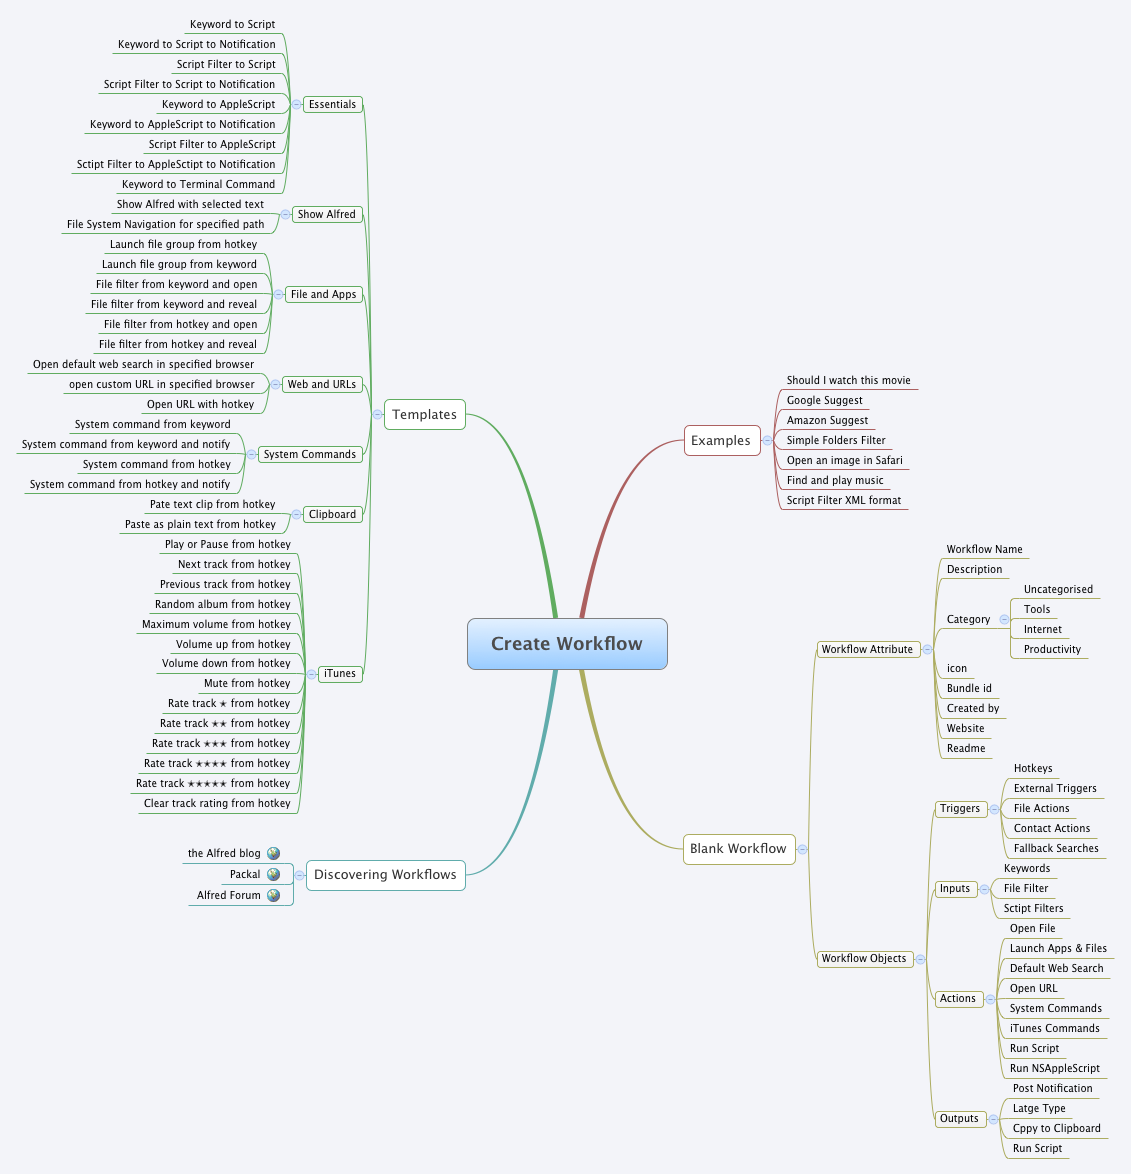 Create Workflow
Templates
Essentials
Keyword to Script
Keyword to Script to Notification
Script Filter to Script
Script Filter to Script to Notification
Keyword to AppleScript
Keyword to AppleScript to Notification
Script Filter to AppleScript
Sctipt Filter to AppleSctipt to Notification
Keyword to Terminal Command
Show Alfred
Show Alfred with selected text
File System Navigation for specified path
File and Apps
Launch file group from hotkey
Launch file group from keyword
File filter from keyword and open
File filter from keyword and reveal
File filter from hotkey and open
File filter from hotkey and reveal
Web and URLs
Open default web search in specified browser
open custom URL in specified browser
Open URL with hotkey
System Commands
System command from keyword
System command from keyword and notify
System command from hotkey
System command from hotkey and notify
Clipboard
Pate text clip from hotkey
Paste as plain text from hotkey
iTunes
Play or Pause from hotkey
Next track from hotkey
Previous track from hotkey
Random album from hotkey
Maximum volume from hotkey
Volume up from hotkey
Volume down from hotkey
Mute from hotkey
Rate track ★ from hotkey
Rate track ★★ from hotkey
Rate track ★★★ from hotkey
Rate track ★★★★ from hotkey
Rate track ★★★★★ from hotkey
Clear track rating from hotkey
Discovering Workflows
the Alfred blog
Packal
Alfred Forum
Examples
Should I watch this movie
Google Suggest
Amazon Suggest
Simple Folders Filter
Open an image in Safari
Find and play music
Script Filter XML format
Blank Workflow
Workflow Attribute
Workflow Name
Description
Category
Uncategorised
Tools
Internet
Productivity
icon
Bundle id
Created by
Website
Readme
Workflow Objects
Triggers
Hotkeys
External Triggers
File Actions
Contact Actions
Fallback Searches
Inputs
Keywords
File Filter
Sctipt Filters
Actions
Open File
Launch Apps & Files
Default Web Search
Open URL
System Commands
iTunes Commands
Run Script
Run NSAppleScript
Outputs
Post Notification
Latge Type
Cppy to Clipboard
Run Script